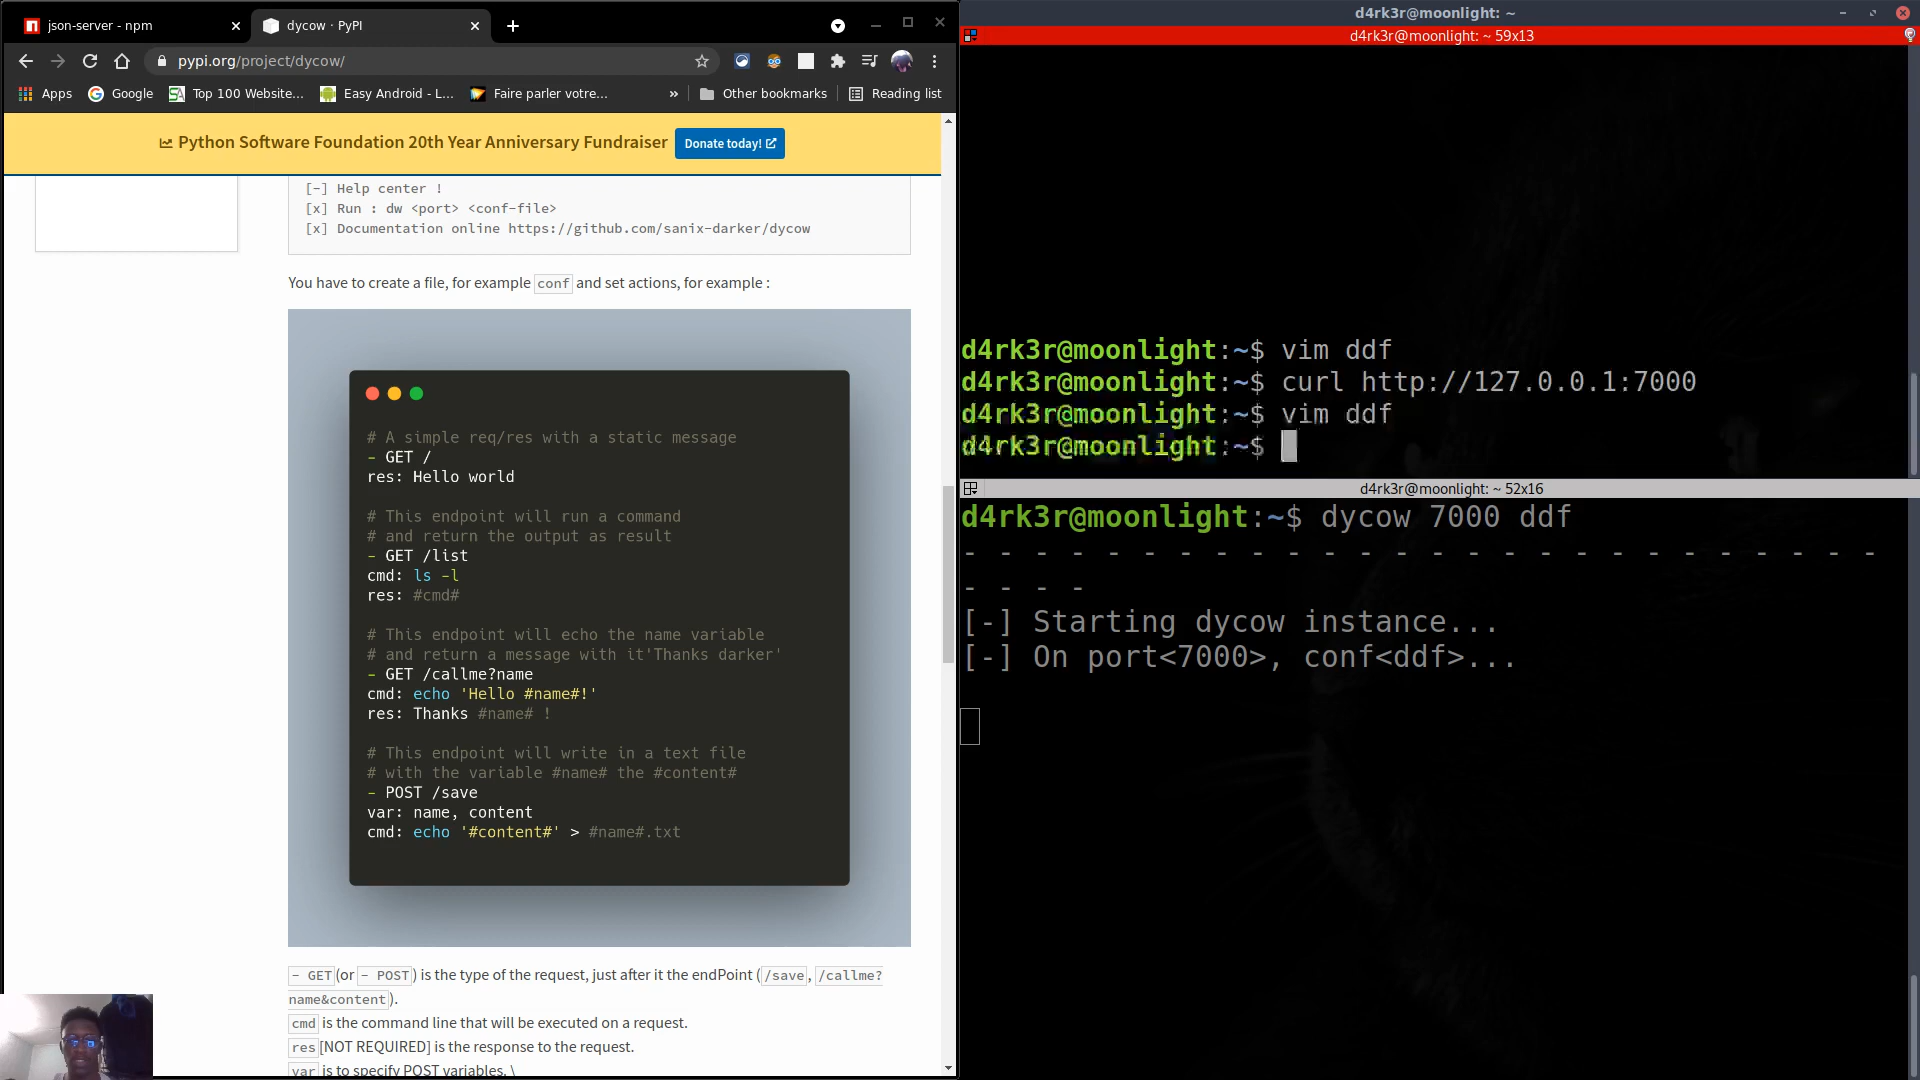 json-server - npm
dycow · PyPI
pypi.org/project/dycow/
Apps
Google
Top 100 Website...
Easy Android - L...
Faire parler votre...
»
Other bookmarks
Reading list
Python Software Foundation 20th Year Anniversary Fundraiser
Donate today!
[-] Help center !
[x] Run : dw <port> <conf-file>
[x] Documentation online https://github.com/sanix-darker/dycow
You have to create a file, for example conf and set actions, for example :
# A simple req/res with a static message
- GET /
res: Hello world
# This endpoint will run a command
# and return the output as result
- GET /list
cmd: ls -l
res: #cmd#
# This endpoint will echo the name variable
# and return a message with it'Thanks darker'
- GET /callme?name
cmd: echo 'Hello #name#!'
res: Thanks #name# !
# This endpoint will write in a text file
# with the variable #name# the #content#
- POST /save
var: name, content
cmd: echo '#content#' > #name#.txt
- GET(or - POST) is the type of the request, just after it the endPoint (/save, /callme?
name&content).
cmd is the command line that will be executed on a request.
res[NOT REQUIRED] is the response to the request.
var is to specify POST variables. \
d4rk3r@moonlight: ~
d4rk3r@moonlight: ~ 59x13
d4rk3r@moonlight:~$ vim ddf
d4rk3r@moonlight:~$ curl http://127.0.0.1:7000
d4rk3r@moonlight:~$ vim ddf
d4rk3r@moonlight:~$
d4rk3r@moonlight: ~ 52x16
d4rk3r@moonlight:~$ dycow 7000 ddf
- - - - - - - - - - - - - - - - - - - - - - - - - -
- - - -
[-] Starting dycow instance...
[-] On port<7000>, conf<ddf>...